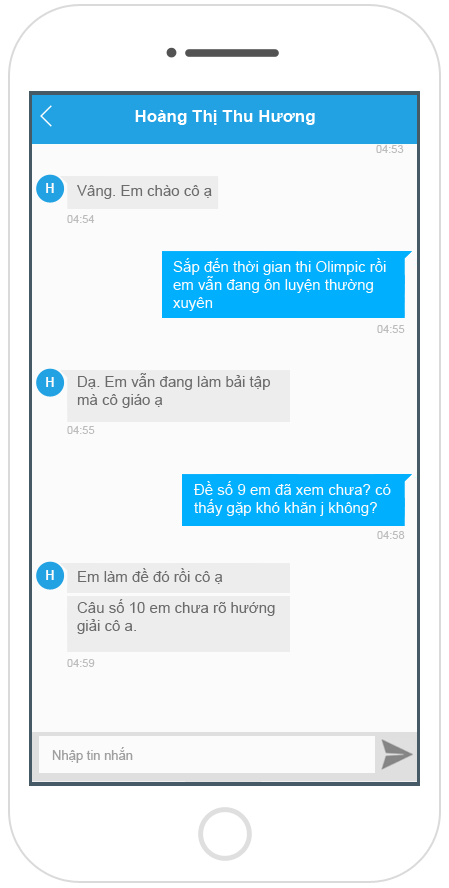 Hoàng Thị Thu Hương
04:53
H
Vâng. Em chào cô ạ
04:54
Sắp đến thời gian thi Olimpic rồi
em vẫn đang ôn luyện thường
xuyên
04:55
H
Dạ. Em vẫn đang làm bải tập
mà cô giáo ạ
04:55
Đề số 9 em đã xem chưa? có
thấy gặp khó khăn j không?
04:58
H
Em làm đề đó rồi cô ạ
Câu số 10 em chưa rõ hướng
giải cô a.
04:59
Nhập tin nhắn